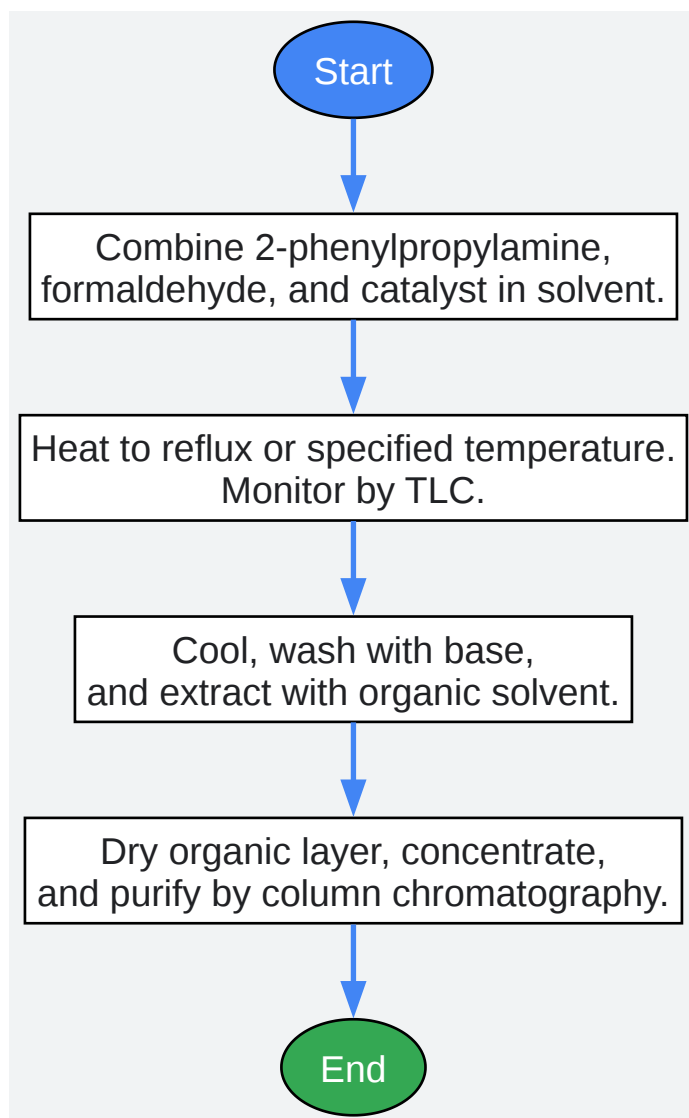 Start
Combine 2-phenylpropylamine,
formaldehyde, and catalyst in solvent.
Heat to reflux or specified temperature.
Monitor by TLC.
Cool, wash with base,
and extract with organic solvent.
Dry organic layer, concentrate,
and purify by column chromatography.
End